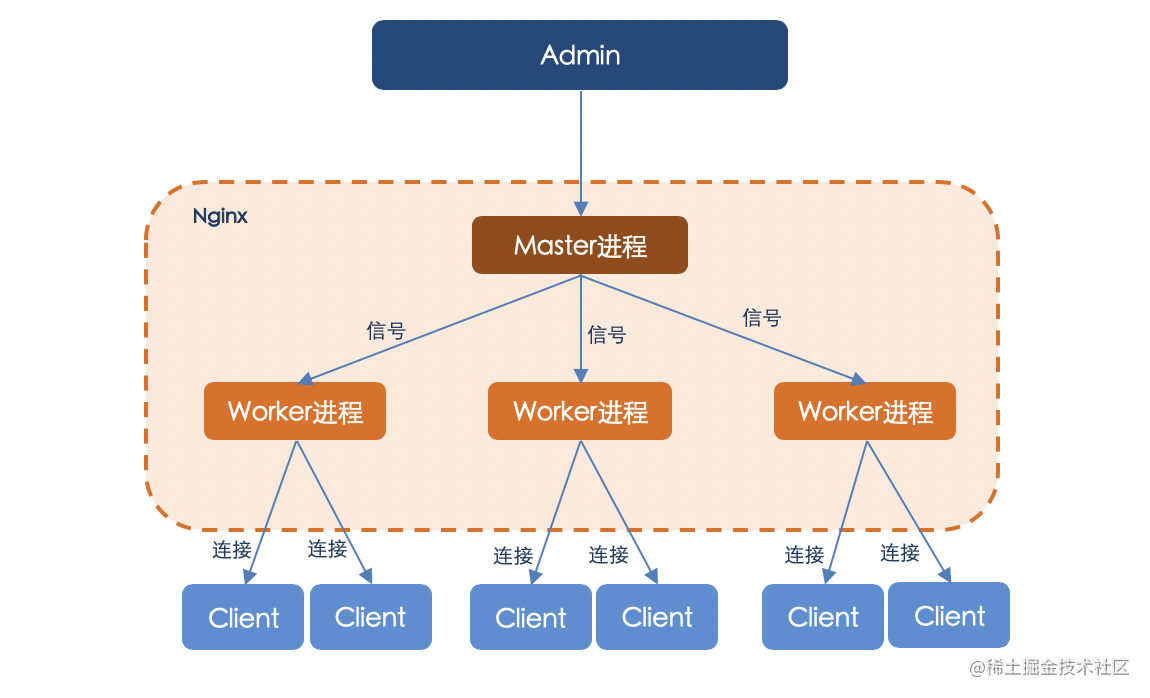 Admin
Nginx
Master进程
信号
信号
信号
Worker进程
Worker进程
Worker进程
连接
连接
连接
连接
连接
连接
Client
Client
Client
Client
Client
Client
@稀土掘金技术社区